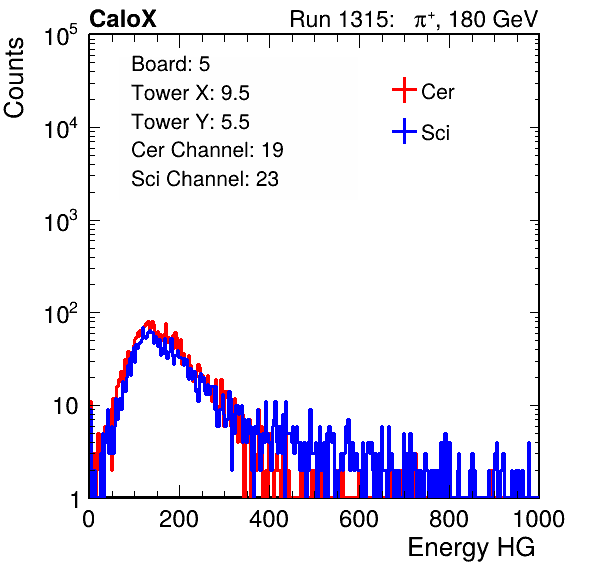 CaloX Run 1315: π⁺, 180 GeV
Counts
10⁵
10⁴
10³
10²
10
1
Board: 5
Tower X: 9.5
Tower Y: 5.5
Cer Channel: 19
Sci Channel: 23
Cer
Sci
0 200 400 600 800 1000
Energy HG